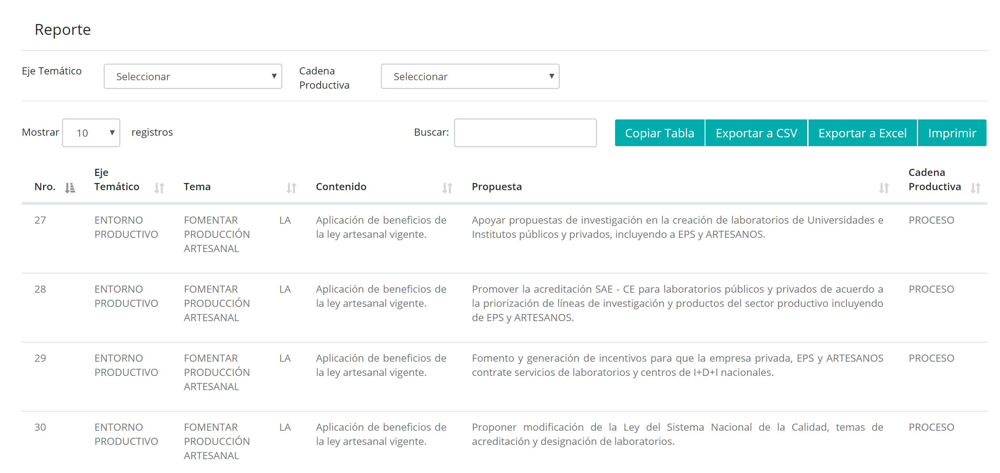 Reporte
Eje Temático
Seleccionar
Cadena
Productiva
Seleccionar
Mostrar 10 registros
Buscar:
Copiar Tabla
Exportar a CSV
Exportar a Excel
Imprimir
Nro.
Eje
Temático
Tema
Contenido
Propuesta
Cadena
Productiva
27
ENTORNO
PRODUCTIVO
FOMENTAR LA
PRODUCCIÓN
ARTESANAL
Aplicación de beneficios de
la ley artesanal vigente.
Apoyar propuestas de investigación en la creación de laboratorios de Universidades e
Institutos públicos y privados, incluyendo a EPS y ARTESANOS.
PROCESO
28
ENTORNO
PRODUCTIVO
FOMENTAR LA
PRODUCCIÓN
ARTESANAL
Aplicación de beneficios de
la ley artesanal vigente.
Promover la acreditación SAE - CE para laboratorios públicos y privados de acuerdo a
la priorización de líneas de investigación y productos del sector productivo incluyendo
de EPS y ARTESANOS.
PROCESO
29
ENTORNO
PRODUCTIVO
FOMENTAR LA
PRODUCCIÓN
ARTESANAL
Aplicación de beneficios de
la ley artesanal vigente.
Fomento y generación de incentivos para que la empresa privada, EPS y ARTESANOS
contrate servicios de laboratorios y centros de I+D+I nacionales.
PROCESO
30
ENTORNO
PRODUCTIVO
FOMENTAR LA
PRODUCCIÓN
ARTESANAL
Aplicación de beneficios de
la ley artesanal vigente.
Proponer modificación de la Ley del Sistema Nacional de la Calidad, temas de
acreditación y designación de laboratorios.
PROCESO